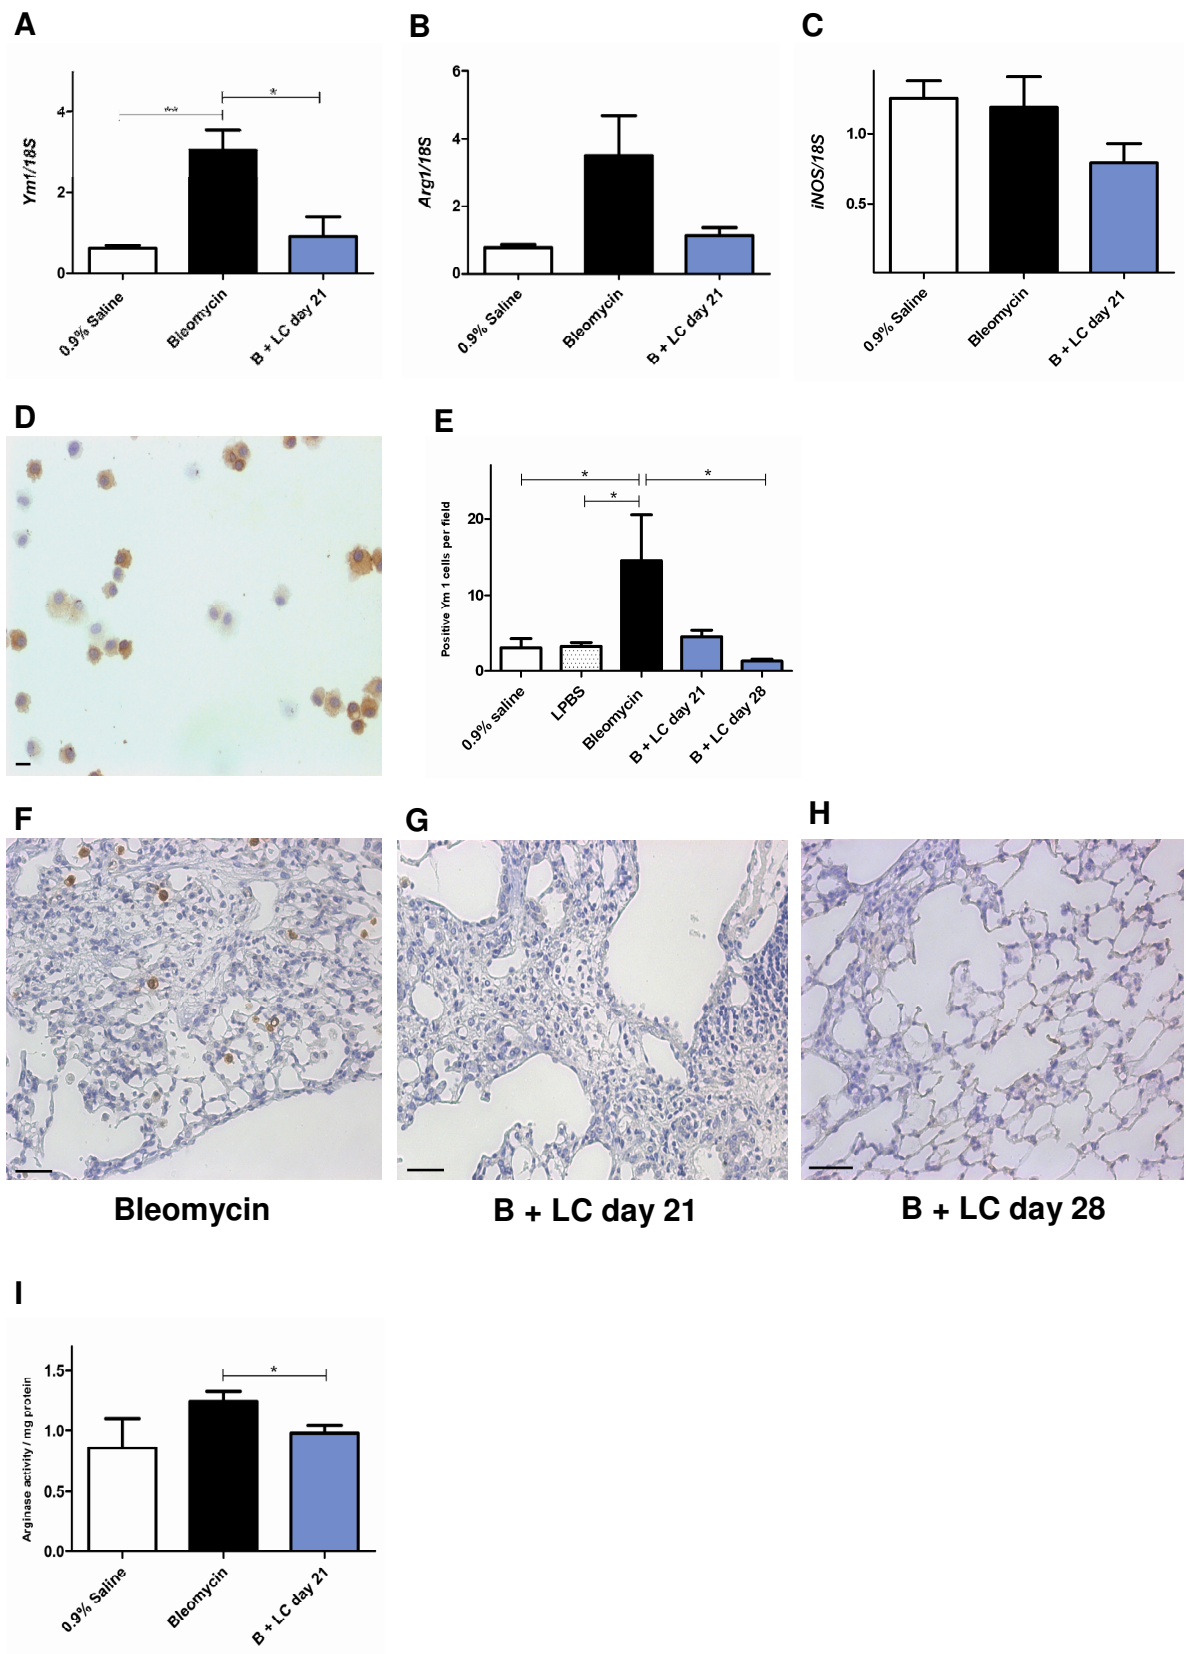 A
B
C
Ym1/18S
4
2
0
**
*
0.9% Saline
Bleomycin
B + LC day 21
Arg1/18S
6
4
2
0
0.9% Saline
Bleomycin
B + LC day 21
iNOS/18S
1.0
0.5
0.9% Saline
Bleomycin
B + LC day 21
D
E
Positive Ym 1 cells per field
20
10
0
*
*
*
0.9% saline
LPBS
Bleomycin
B + LC day 21
B + LC day 28
F
G
H
Bleomycin
B + LC day 21
B + LC day 28
I
Arginase activity / mg protein
1.5
1.0
0.5
0.0
*
0.9% Saline
Bleomycin
B + LC day 21